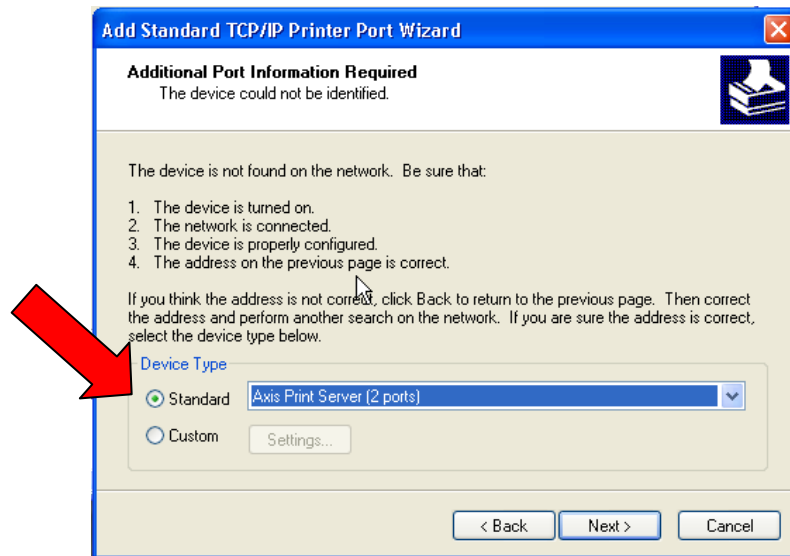 Add Standard TCP/IP Printer Port Wizard
Additional Port Information Required
The device could not be identified.
The device is not found on the network. Be sure that:
1. The device is turned on.
2. The network is connected.
3. The device is properly configured.
4. The address on the previous page is correct.
If you think the address is not correct, click Back to return to the previous page. Then correct
the address and perform another search on the network. If you are sure the address is correct,
select the device type below.
Device Type
Standard Axis Print Server (2 ports)
Custom Settings...
< Back Next > Cancel